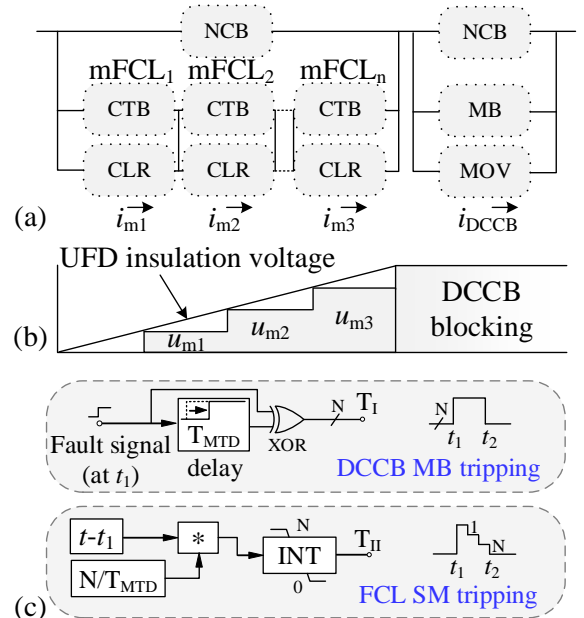 NCB
NCB
mFCL1 mFCL2 mFCLn
CTB CTB CTB MB
CLR CLR CLR MOV
(a) im1 im2 im3 iDCCB
UFD insulation voltage
um1 um2 um3
DCCB
blocking
(b)
Fault signal
(at t1)
TMTD
delay
XOR
N
TI
N
t1 t2
DCCB MB tripping
t-t1
*
N/TMTD
N
INT
0
TII
1
N
t1 t2
FCL SM tripping
(c)